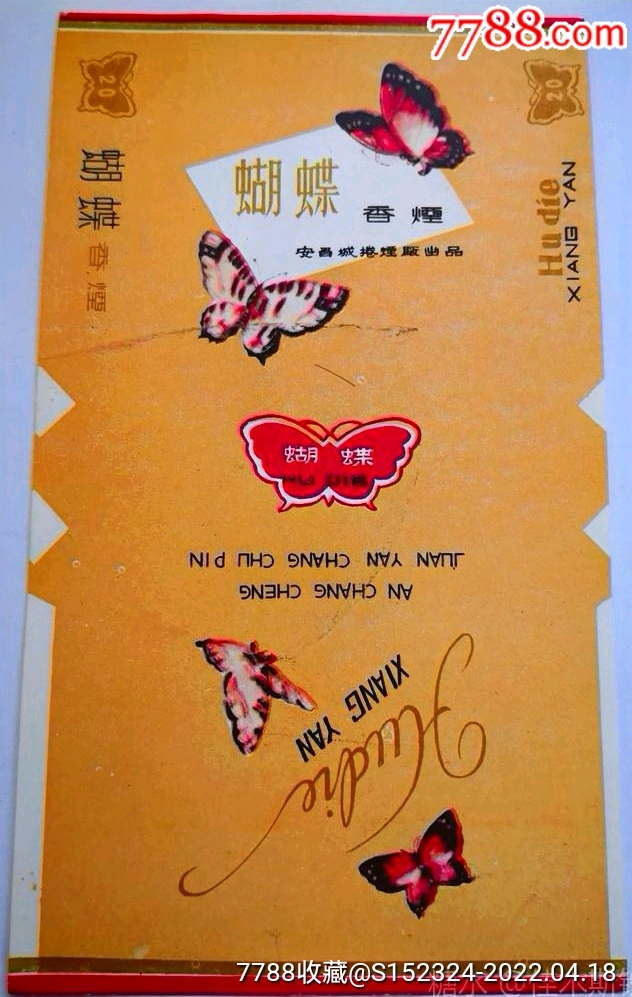 7788.com
20
20
蝴蝶
香煙
蝴蝶
香煙
安昌城捲煙廠出品
Hu die
XIANG YAN
蝴蝶
HU DIE
JUAN YAN CHANG CHU PIN
AN CHANG CHENG
XIANG YAN
Hudie
7788收藏@S152324-2022.04.18